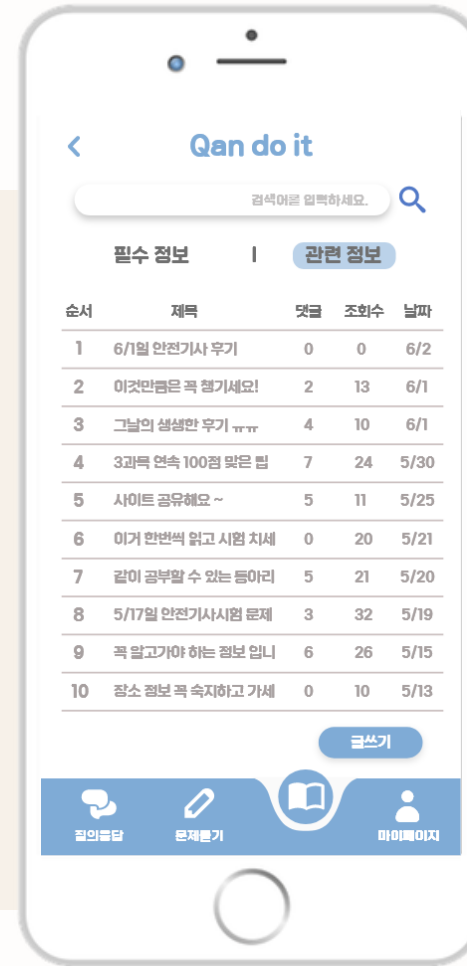 Qan do it
검색어를 입력하세요.
필수 정보 | 관련 정보
순서 제목 댓글 조회수 날짜
1 6/1일 안전기사 후기 0 0 6/2
2 이것만큼은 꼭 챙기세요! 2 13 6/1
3 그날의 생생한 후기 ㅠㅠ 4 10 6/1
4 3과목 연속 100점 맞은 팁 7 24 5/30
5 사이트 공유해요 ~ 5 11 5/25
6 이거 한번씩 읽고 시험 치세 0 20 5/21
7 같이 공부할 수 있는 동아리 5 21 5/20
8 5/17일 안전기사시험 문제 3 32 5/19
9 꼭 알고가야 하는 정보 입니 6 26 5/15
10 장소 정보 꼭 숙지하고 가세 0 10 5/13
글쓰기
질의응답 문제풀기 마이페이지